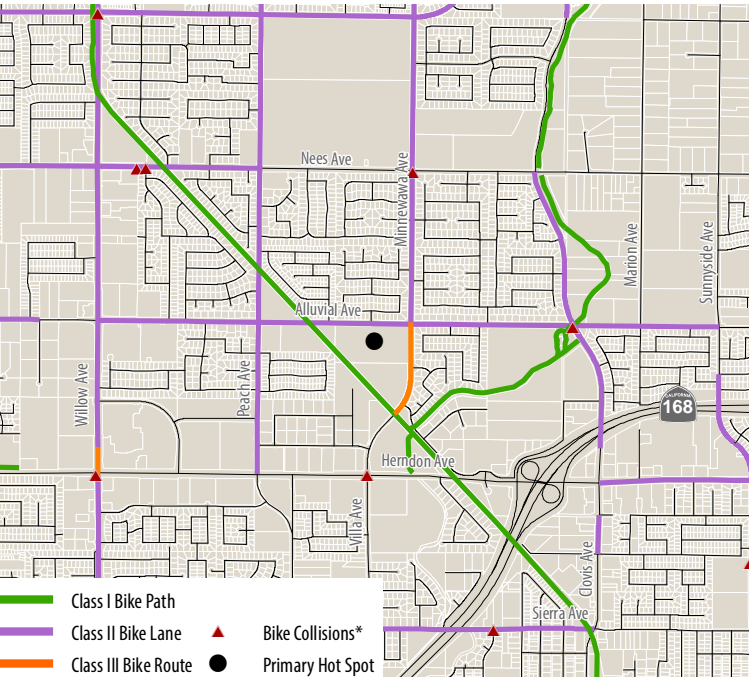 Nees Ave
Minnewawa Ave
Marion Ave
Sunnyside Ave
Alluvial Ave
Willow Ave
Peach Ave
CALIFORNIA
168
Herndon Ave
Villa Ave
Clovis Ave
Sierra Ave
Class I Bike Path
Class II Bike Lane
Bike Collisions*
Class III Bike Route
Primary Hot Spot